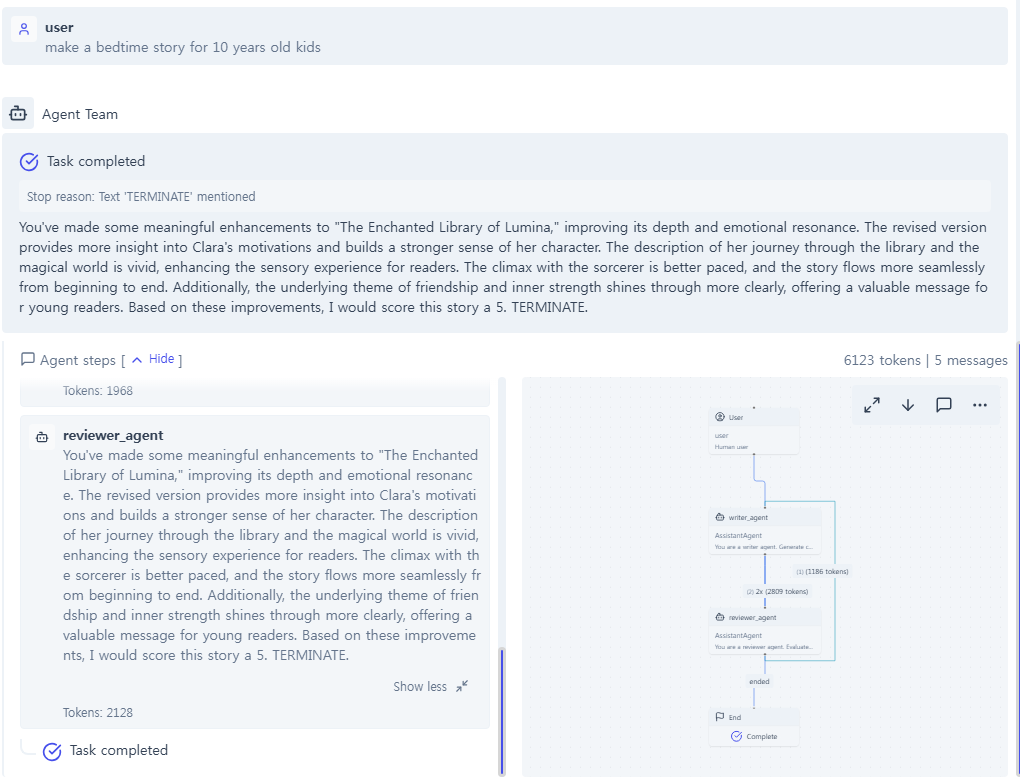 user
make a bedtime story for 10 years old kids
Agent Team
Task completed
Stop reason: Text 'TERMINATE' mentioned
You've made some meaningful enhancements to "The Enchanted Library of Lumina," improving its depth and emotional resonance. The revised version
provides more insight into Clara's motivations and builds a stronger sense of her character. The description of her journey through the library and the
magical world is vivid, enhancing the sensory experience for readers. The climax with the sorcerer is better paced, and the story flows more seamlessly
from beginning to end. Additionally, the underlying theme of friendship and inner strength shines through more clearly, offering a valuable message fo
r young readers. Based on these improvements, I would score this story a 5. TERMINATE.
Agent steps [ Hide ]
6123 tokens | 5 messages
Tokens: 1968
reviewer_agent
You've made some meaningful enhancements to "The Enchanted
Library of Lumina," improving its depth and emotional resonanc
e. The revised version provides more insight into Clara's motivati
ons and builds a stronger sense of her character. The description
of her journey through the library and the magical world is vivid,
enhancing the sensory experience for readers. The climax with th
e sorcerer is better paced, and the story flows more seamlessly fr
om beginning to end. Additionally, the underlying theme of frien
dship and inner strength shines through more clearly, offering a
valuable message for young readers. Based on these improveme
nts, I would score this story a 5. TERMINATE.
Show less
Tokens: 2128
Task completed
User
user
Human user
writer_agent
AssistantAgent
You are a writer agent. Generate c...
(1) (1186 tokens)
(2) 2x (2809 tokens)
reviewer_agent
AssistantAgent
You are a reviewer agent. Evaluate...
ended
End
Complete